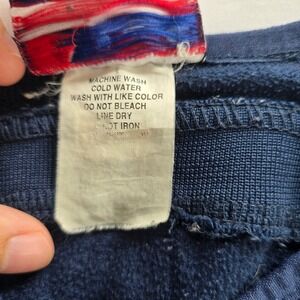 MACHINE WASH
COLD WATER
WASH WITH LIKE COLOR
DO NOT BLEACH
LINE DRY
NOT IRON